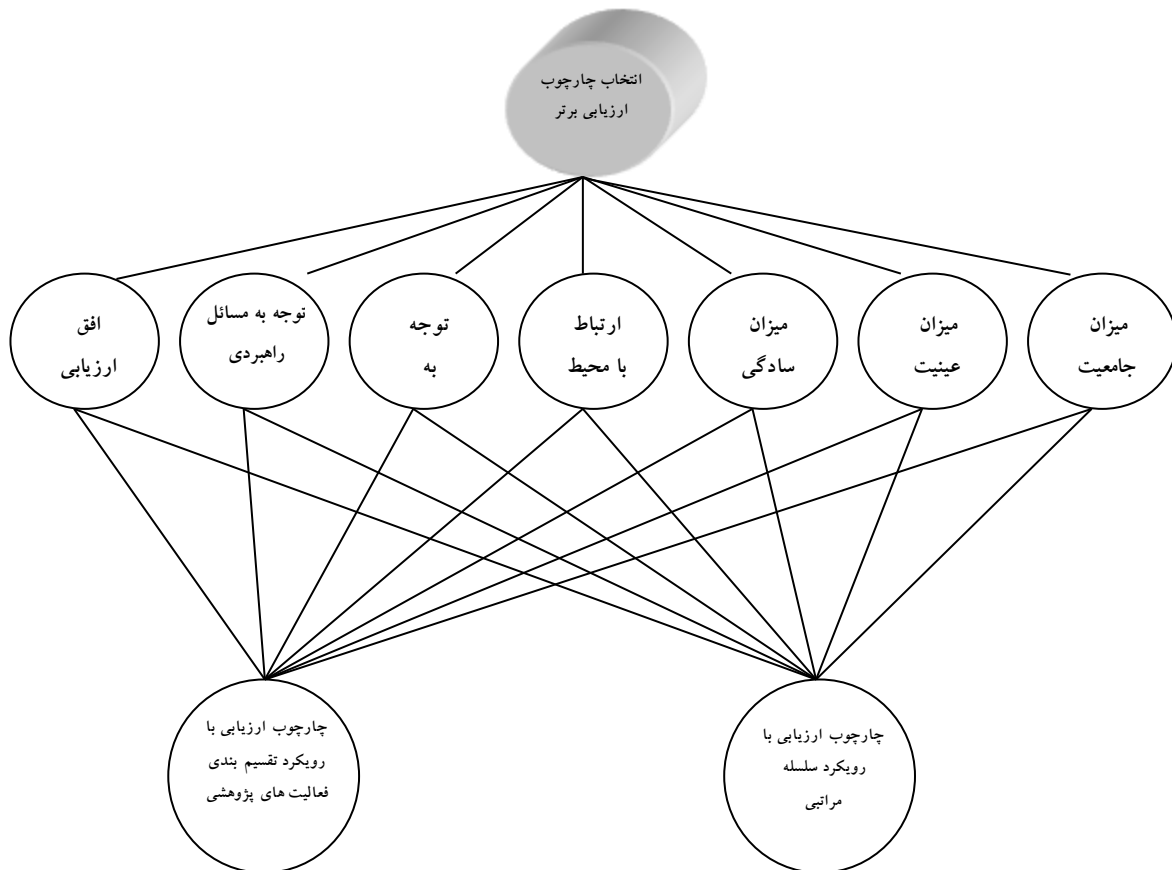 انتخاب چارچوب
ارزیابی برتر
میزان
جامعیت
میزان
عینیت
میزان
سادگی
ارتباط
با محیط
توجه
به
توجه به مسائل
راهبردی
افق
ارزیابی
چارچوب ارزیابی با
رویکرد سلسله
مراتبی
چارچوب ارزیابی با
رویکرد تقسیم بندی
فعالیت های پژوهشی